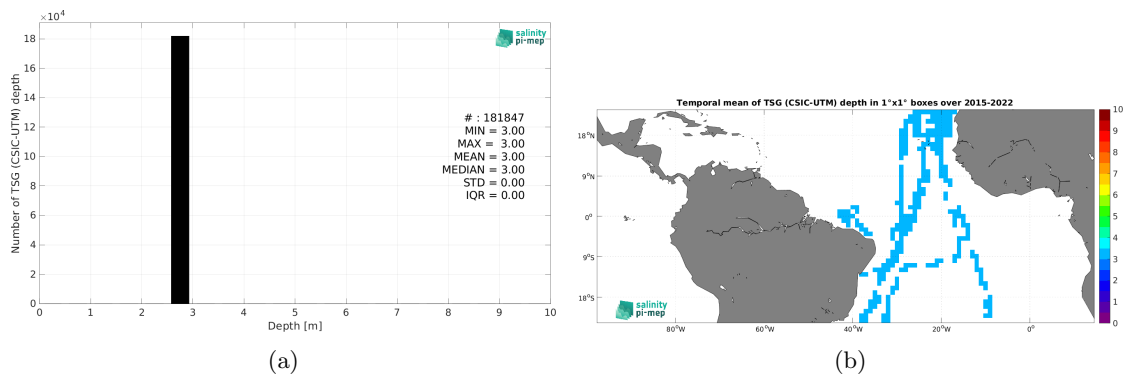 ×10⁴
18
16
14
12
10
8
6
4
2
0
Number of TSG (CSIC-UTM) depth
0 1 2 3 4 5 6 7 8 9 10
Depth [m]
salinity
pi-mep
# : 181847
MIN = 3.00
MAX = 3.00
MEAN = 3.00
MEDIAN = 3.00
STD = 0.00
IQR = 0.00
(a)
Temporal mean of TSG (CSIC-UTM) depth in 1°x1° boxes over 2015-2022
18°N
9°N
0°
9°S
18°S
80°W 60°W 40°W 20°W 0°
salinity
pi-mep
10
9
8
7
6
5
4
3
2
1
0
(b)